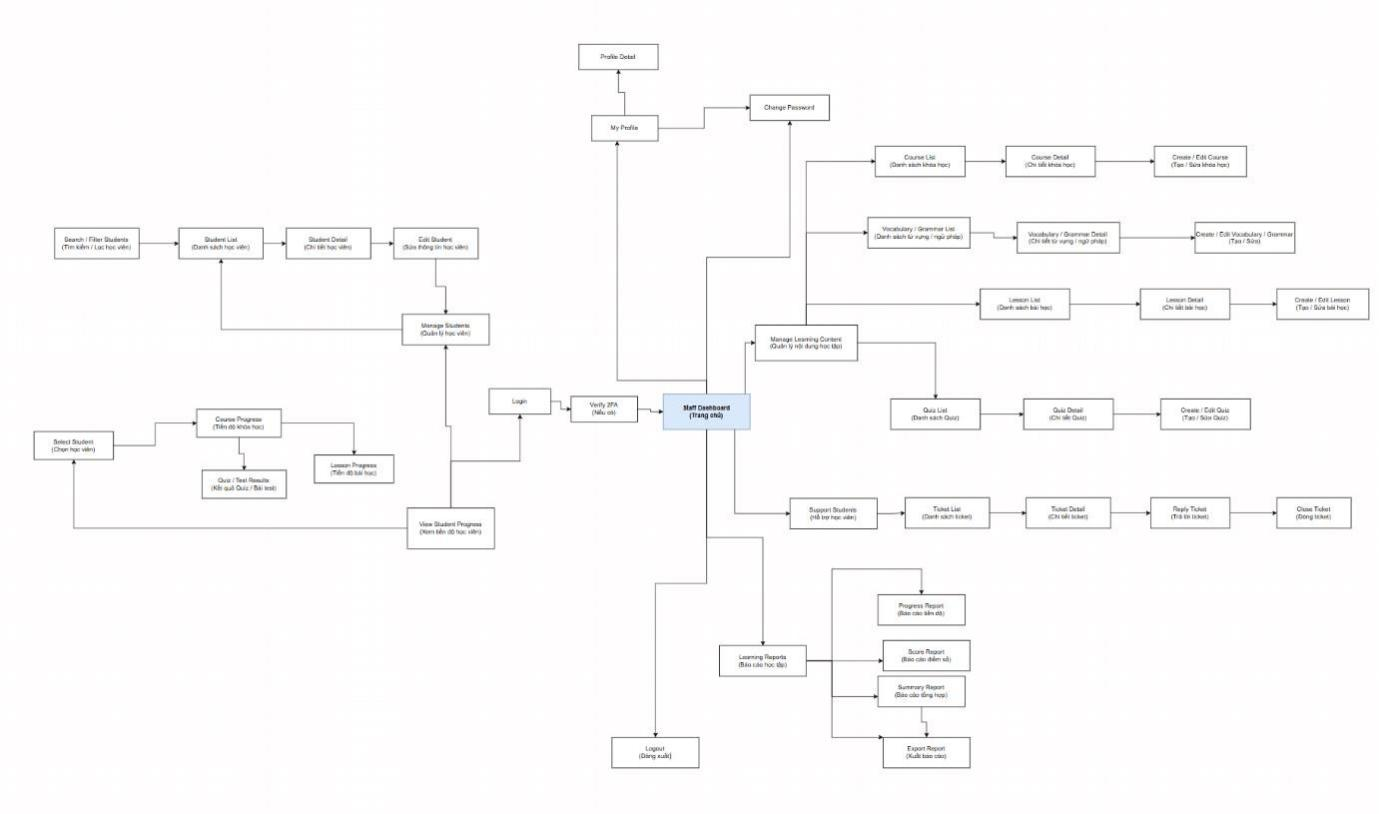 Profile Detail
Change Password
My Profile
Course List
(Danh sách khóa học)
Course Detail
(Chi tiết khóa học)
Create / Edit Course
(Tạo / Sửa khóa học)
Search / Filter Students
(Tìm kiếm / Lọc học viên)
Student List
(Danh sách học viên)
Student Detail
(Chi tiết học viên)
Edit Student
(Sửa thông tin học viên)
Vocabulary / Grammar List
(Danh sách từ vựng / ngữ pháp)
Vocabulary / Grammar Detail
(Chi tiết từ vựng / ngữ pháp)
Create / Edit Vocabulary / Grammar
(Tạo / Sửa)
Lesson List
(Danh sách bài học)
Lesson Detail
(Chi tiết bài học)
Create / Edit Lesson
(Tạo / Sửa bài học)
Manage Students
(Quản lý học viên)
Manage Learning Content
(Quản lý nội dung học tập)
Login
Verify 2FA
(Nếu có)
Staff Dashboard
(Trang chủ)
Quiz List
(Danh sách Quiz)
Quiz Detail
(Chi tiết Quiz)
Create / Edit Quiz
(Tạo / Sửa Quiz)
Course Progress
(Tiến độ khóa học)
Select Student
(Chọn học viên)
Lesson Progress
(Tiến độ bài học)
Quiz / Test Results
(Kết quả Quiz / Bài test)
View Student Progress
(Xem tiến độ học viên)
Support Students
(Hỗ trợ học viên)
Ticket List
(Danh sách ticket)
Ticket Detail
(Chi tiết ticket)
Reply Ticket
(Trả lời ticket)
Close Ticket
(Đóng ticket)
Progress Report
(Báo cáo tiến độ)
Learning Reports
(Báo cáo học tập)
Score Report
(Báo cáo điểm số)
Summary Report
(Báo cáo tổng hợp)
Logout
(Đăng xuất)
Export Report
(Xuất báo cáo)